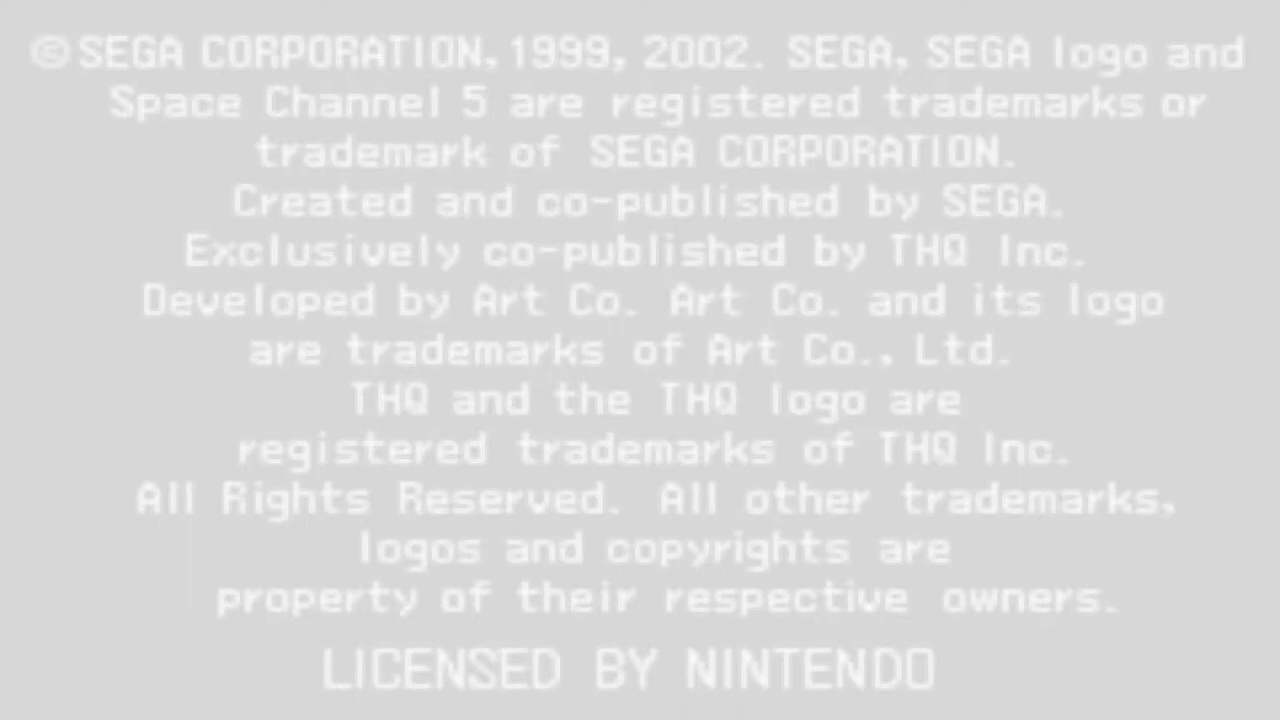 © SEGA CORPORATION, 1999, 2002. SEGA, SEGA logo and
Space Channel 5 are registered trademarks or
trademark of SEGA CORPORATION.
Created and co-published by SEGA.
Exclusively co-published by THQ Inc.
Developed by Art Co. Art Co. and its logo
are trademarks of Art Co., Ltd.
THQ and the THQ logo are
registered trademarks of THQ Inc.
All Rights Reserved. All other trademarks,
logos and copyrights are
property of their respective owners.
LICENSED BY NINTENDO